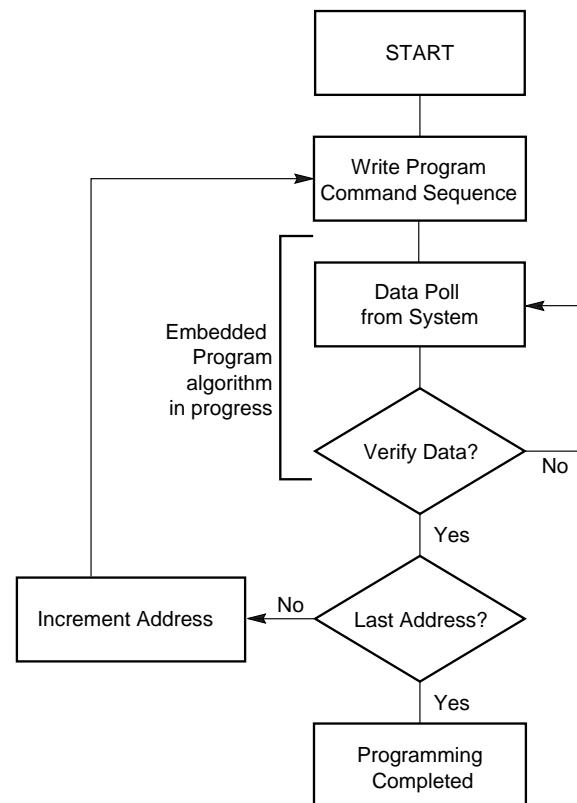 START
Write Program
Command Sequence
Data Poll
from System
Embedded
Program
algorithm
in progress
Verify Data?
No
Yes
Last Address?
No
Increment Address
Yes
Programming
Completed